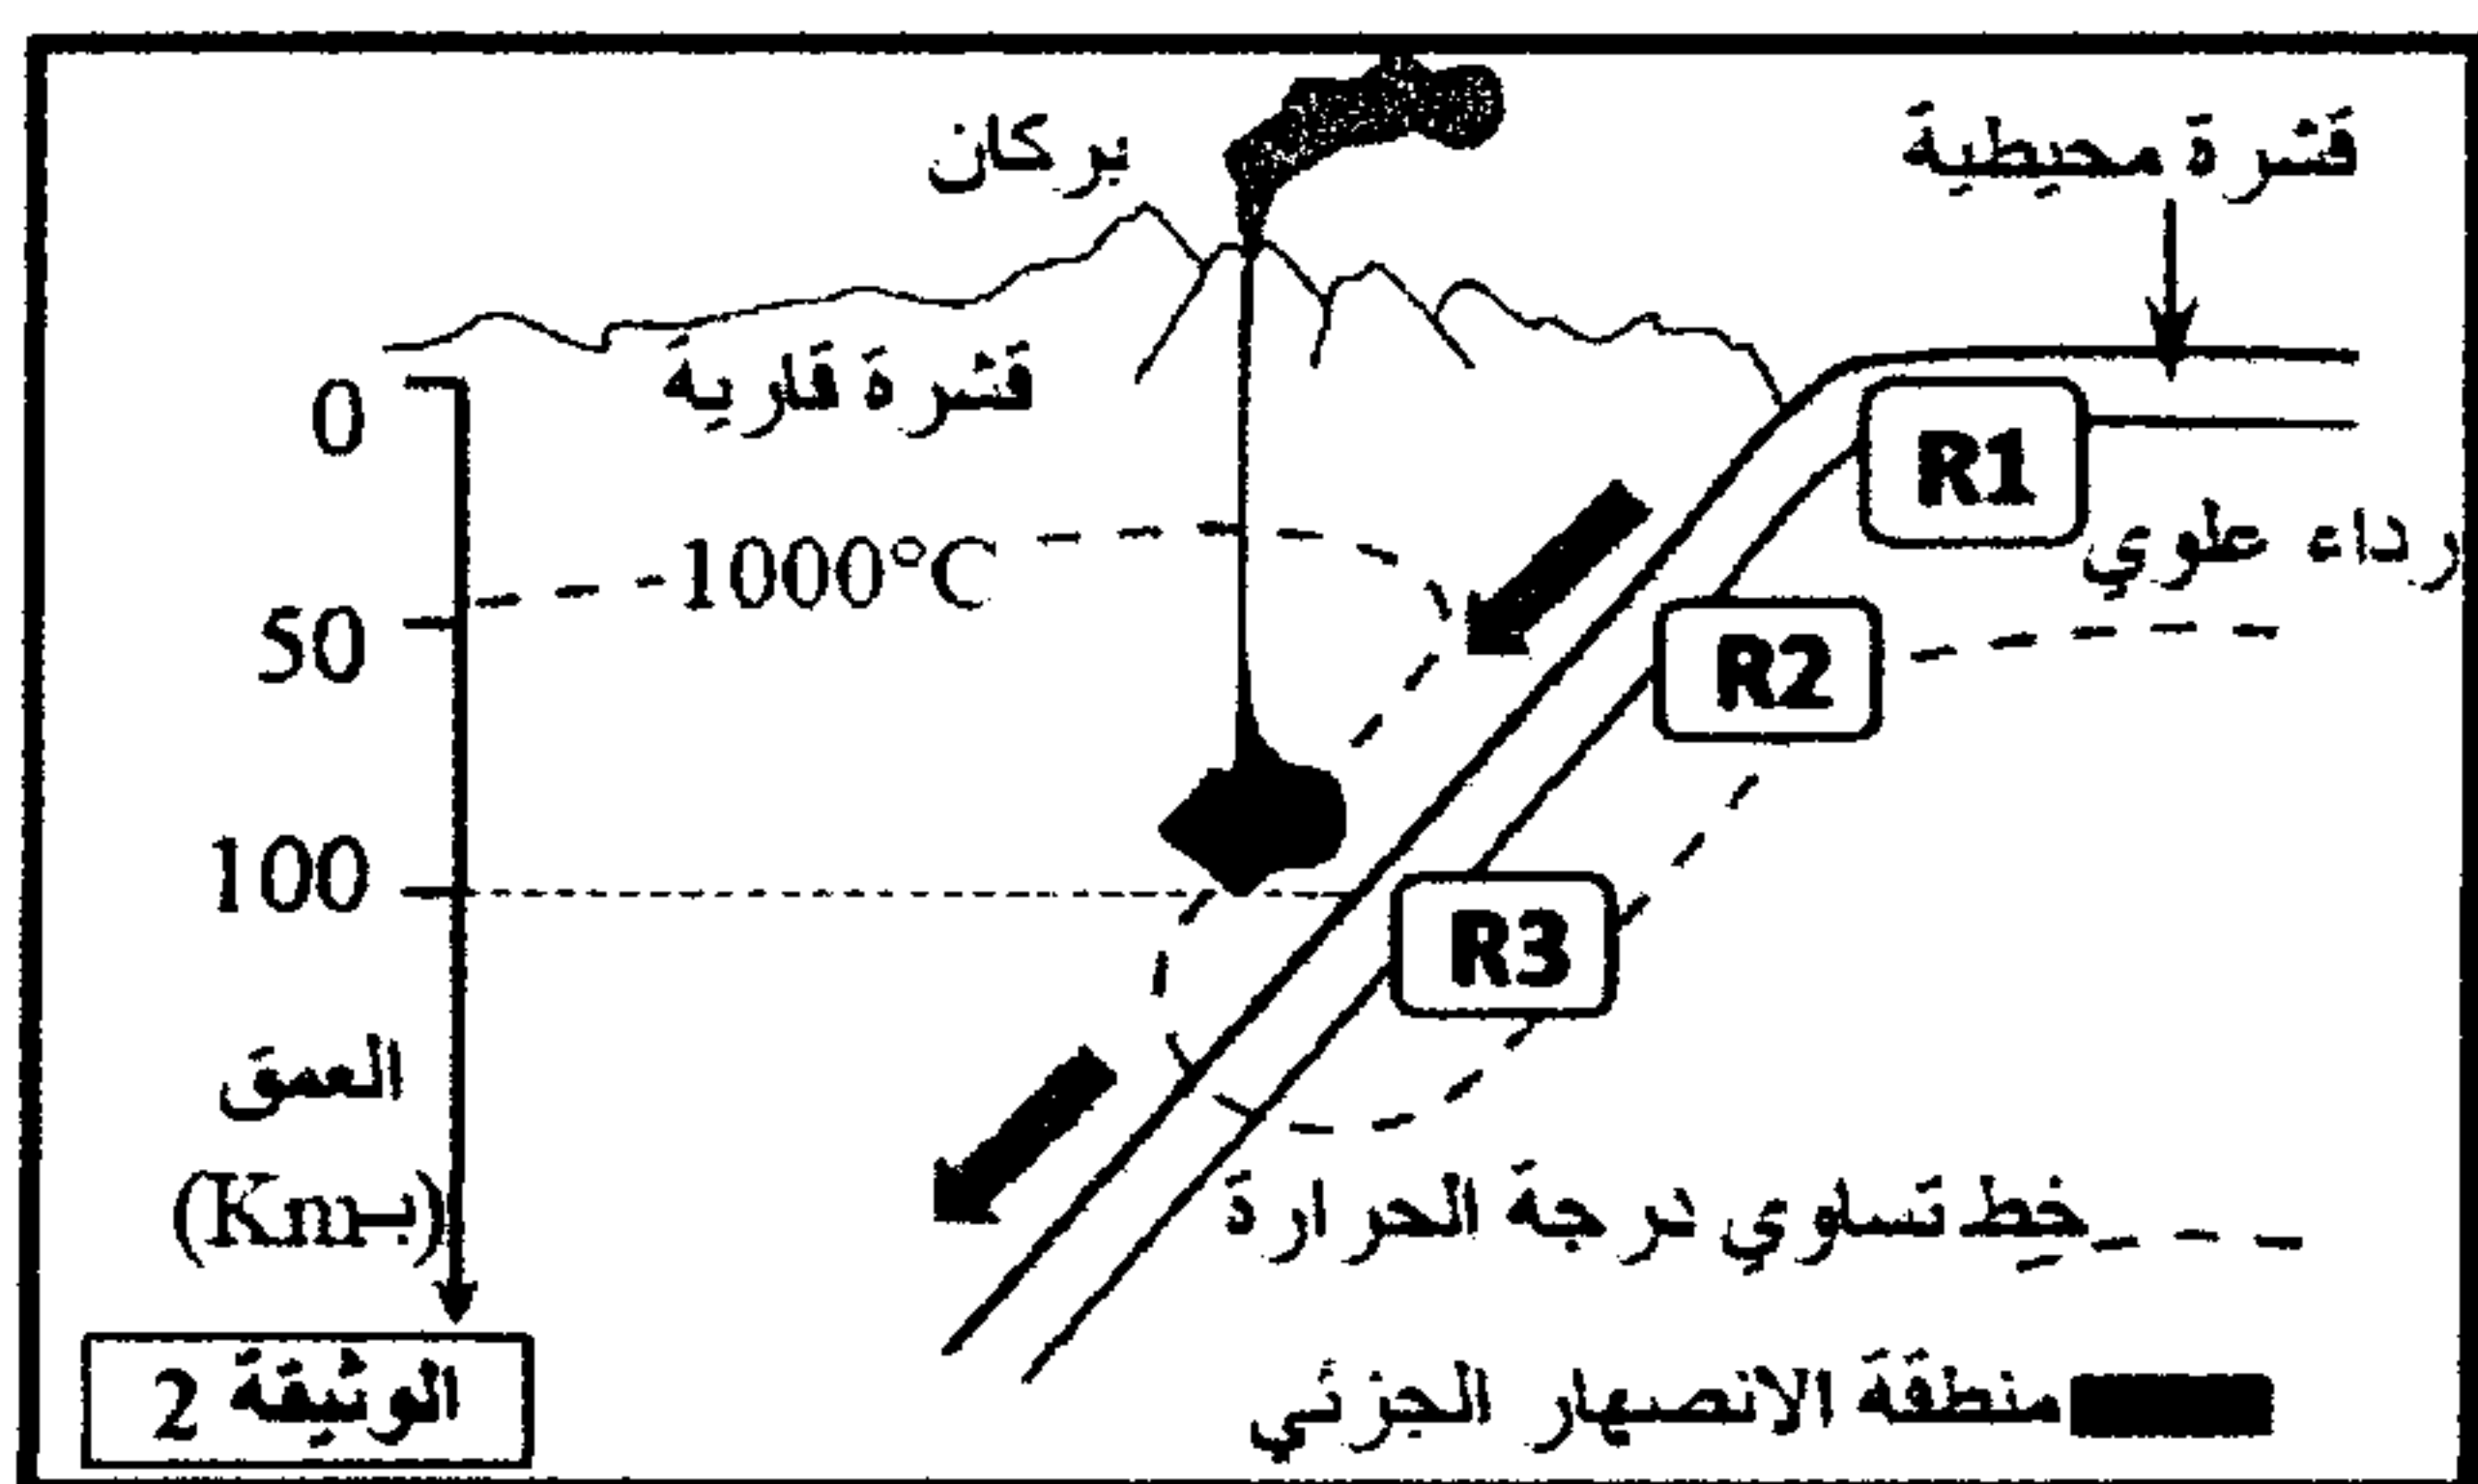 بركان
قشرة محيطية
قشرة قارية
0
R1
رداء علوي
1000°C
50
R2
100
R3
العمق
(بـKm)
خط تساوي درجة الحرارة
منطقة الانصهار الجزئي
الوثيقة 2